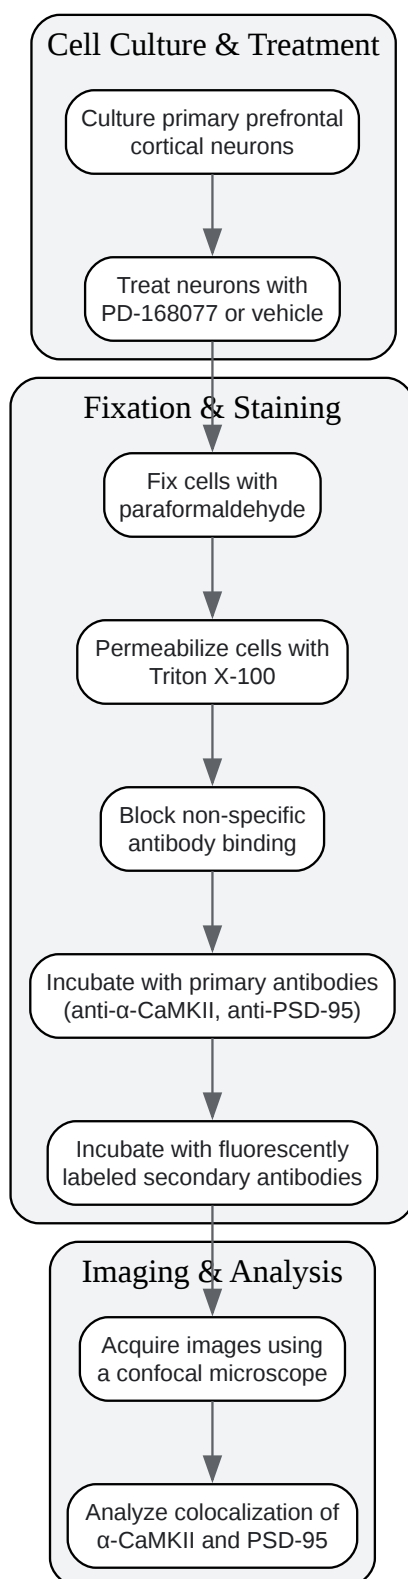 Cell Culture & Treatment
Culture primary prefrontal
cortical neurons
Treat neurons with
PD-168077 or vehicle
Fixation & Staining
Fix cells with
paraformaldehyde
Permeabilize cells with
Triton X-100
Block non-specific
antibody binding
Incubate with primary antibodies
(anti-α-CaMKII, anti-PSD-95)
Incubate with fluorescently
labeled secondary antibodies
Imaging & Analysis
Acquire images using
a confocal microscope
Analyze colocalization of
α-CaMKII and PSD-95